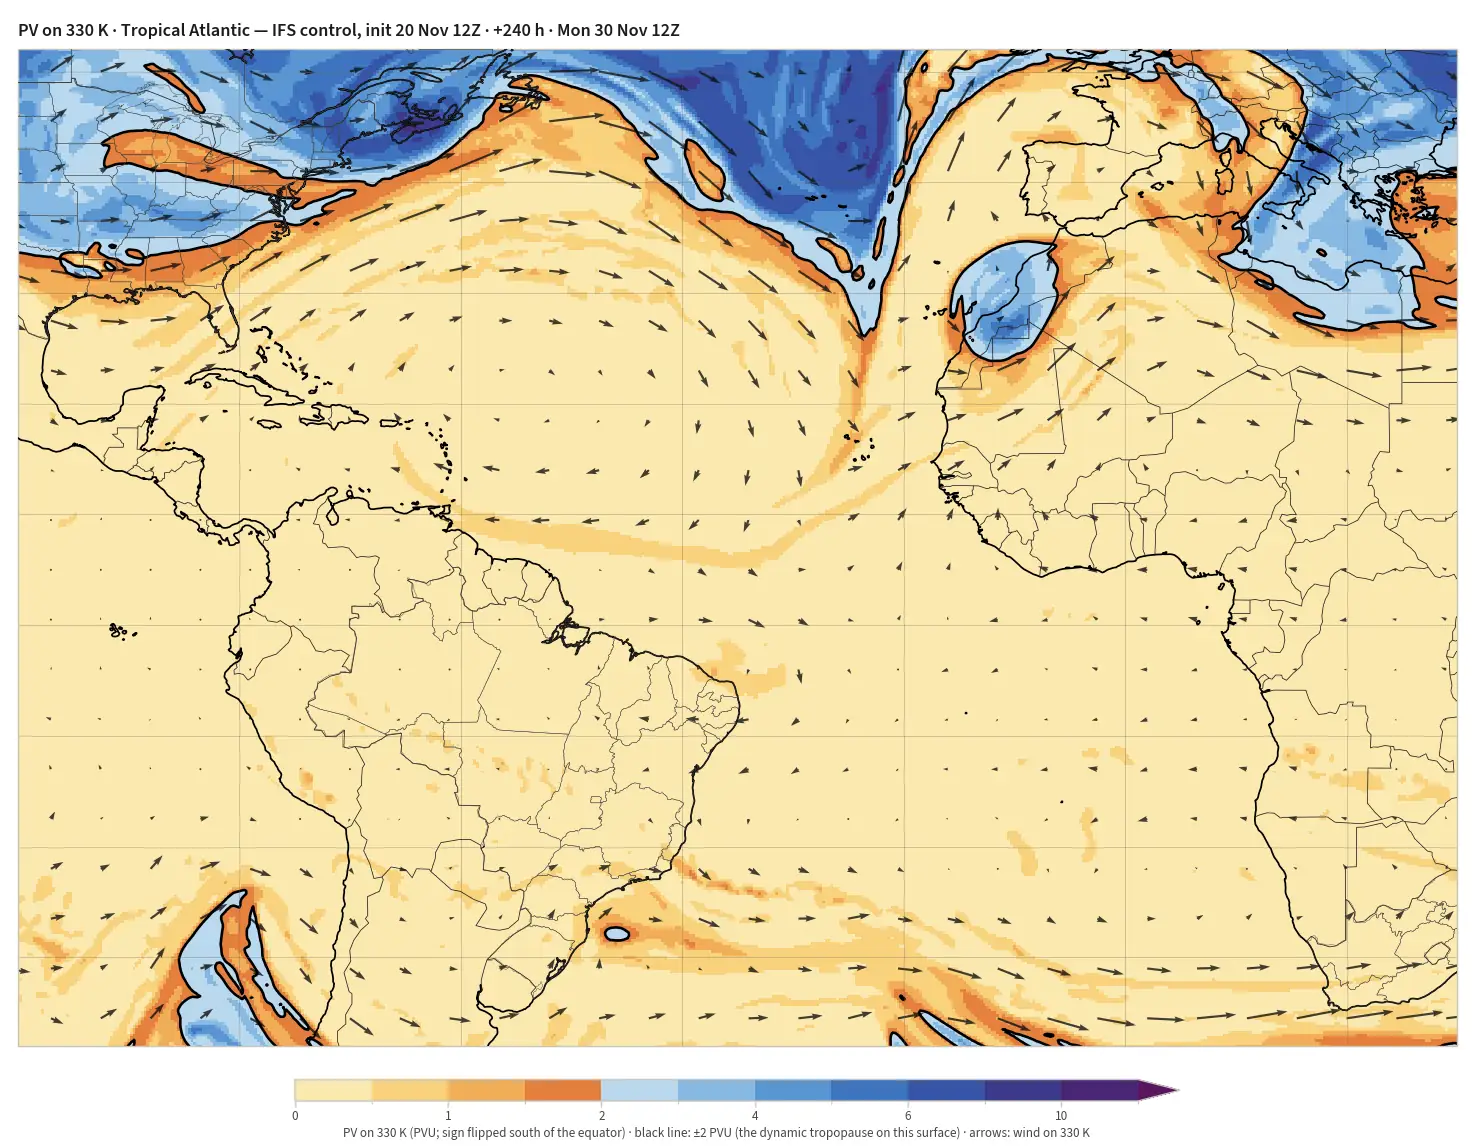 PV on 330 K · Tropical Atlantic — IFS control, init 20 Nov 12Z · +240 h · Mon 30 Nov 12Z
0 1 2 4 6 10
PV on 330 K (PVU; sign flipped south of the equator) · black line: ±2 PVU (the dynamic tropopause on this surface) · arrows: wind on 330 K